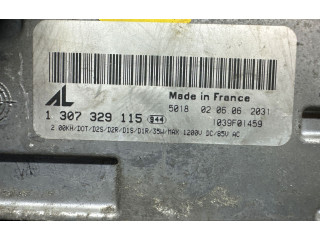 AL
Made in France
5018 02 06 06 2031
1 307 329 115 e44
1039F01459
2.00KH/DOT/D2S/D2R/D1S/D1R/35W/MAX 1200V DC/85V AC